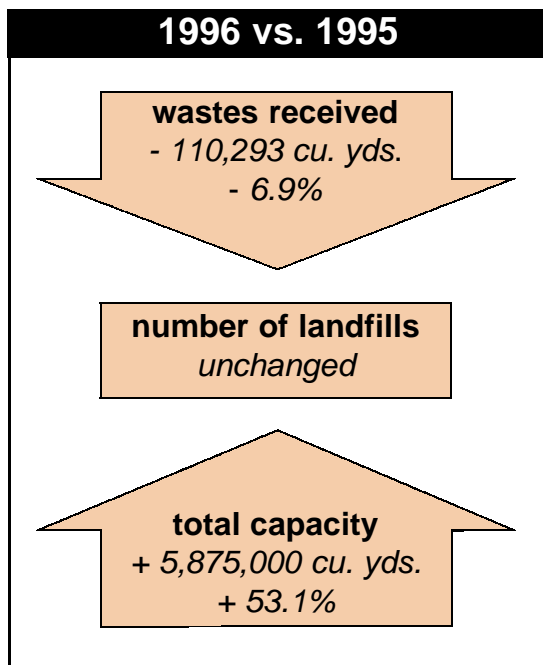 1996 vs. 1995
wastes received
- 110,293 cu. yds.
- 6.9%
number of landfills
unchanged
total capacity
+ 5,875,000 cu. yds.
+ 53.1%